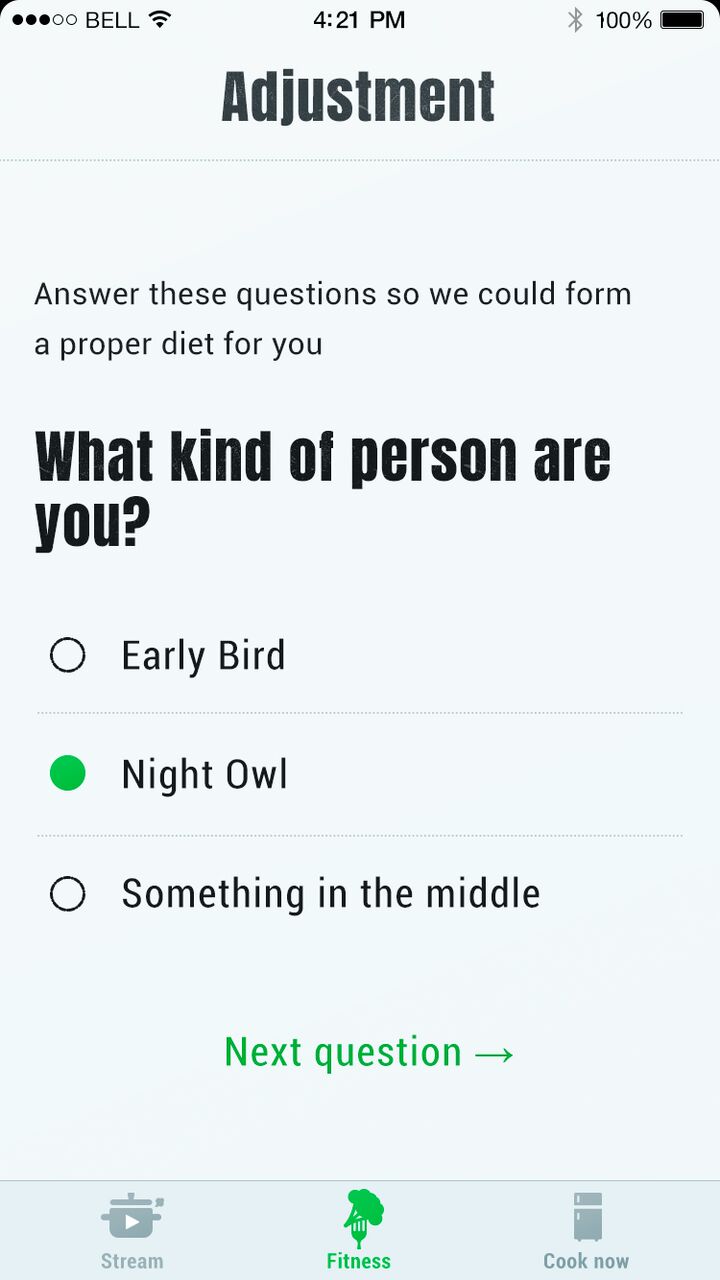 BELL 4:21 PM 100%
Adjustment
Answer these questions so we could form
a proper diet for you
What kind of person are
you?
Early Bird
Night Owl
Something in the middle
Next question →
Stream Fitness Cook now